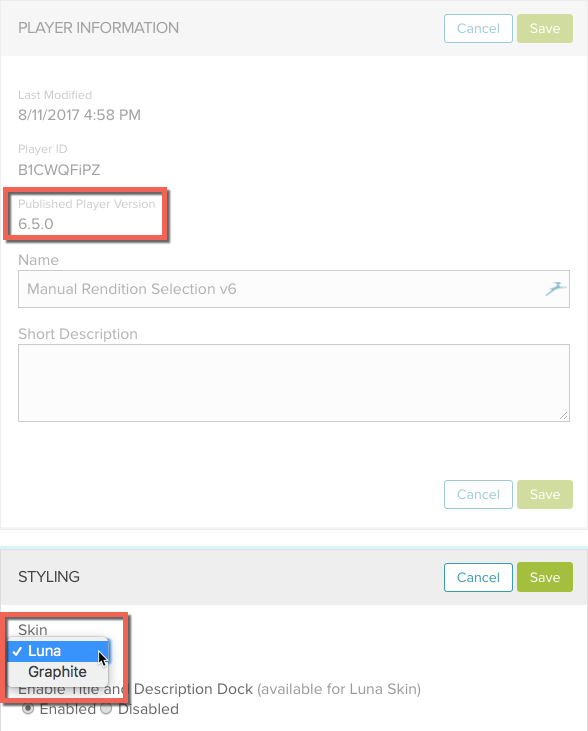 PLAYER INFORMATION
Cancel
Save
Last Modified
8/11/2017 4:58 PM
Player ID
B1CWQFiPZ
Published Player Version
6.5.0
Name
Manual Rendition Selection v6
Short Description
Cancel
Save
STYLING
Cancel
Save
Skin
✓ Luna
Graphite
Enable Title and Description Dock (available for Luna Skin)
Enabled Disabled